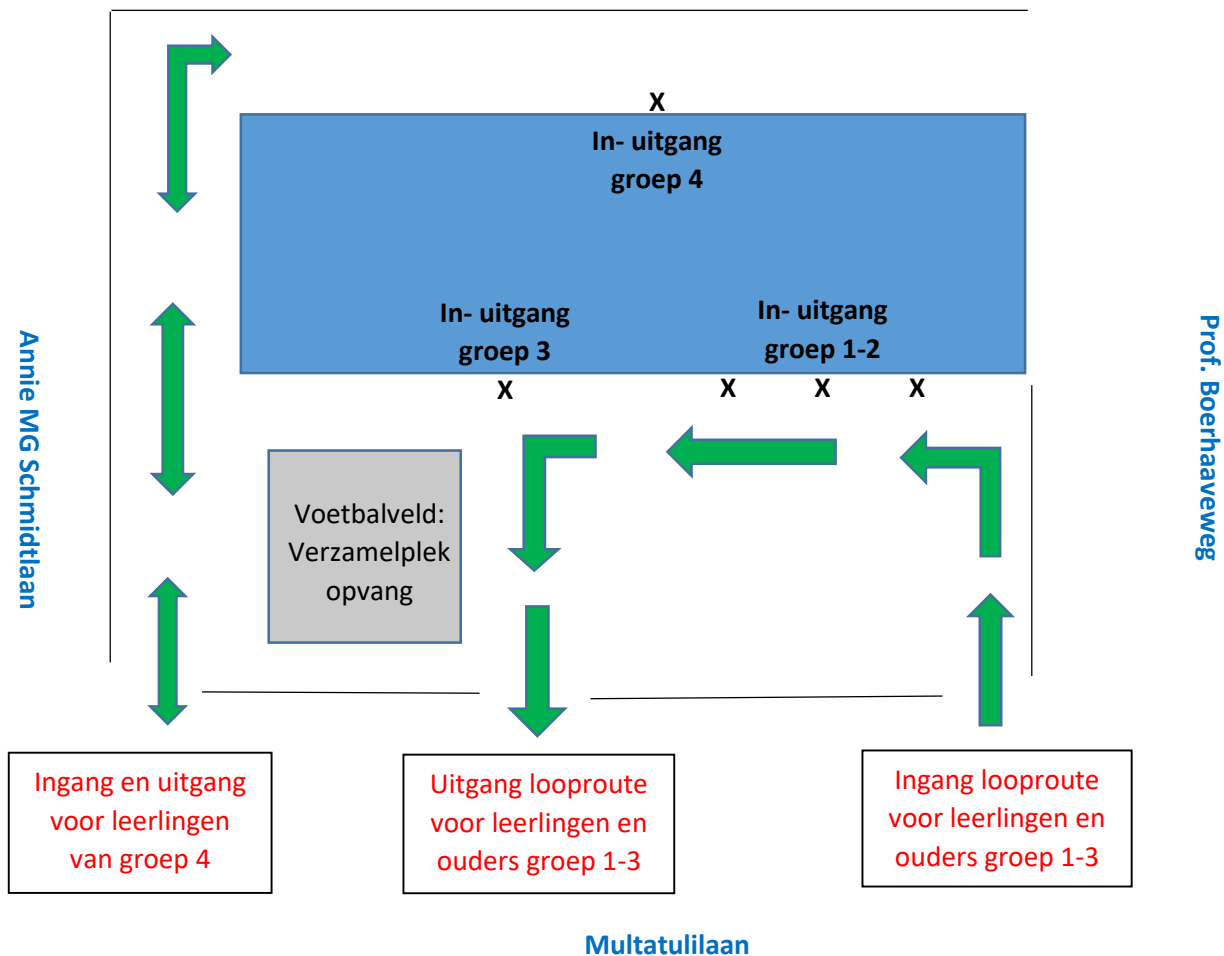 X
In- uitgang
groep 4
In- uitgang
groep 3
In- uitgang
groep 1-2
X
X
X
X
Annie MG Schmidtlaan
Prof. Boerhaaveweg
Voetbalveld:
Verzamelplek
opvang
Ingang en uitgang
voor leerlingen
van groep 4
Uitgang looproute
voor leerlingen en
ouders groep 1-3
Ingang looproute
voor leerlingen en
ouders groep 1-3
Multatulilaan